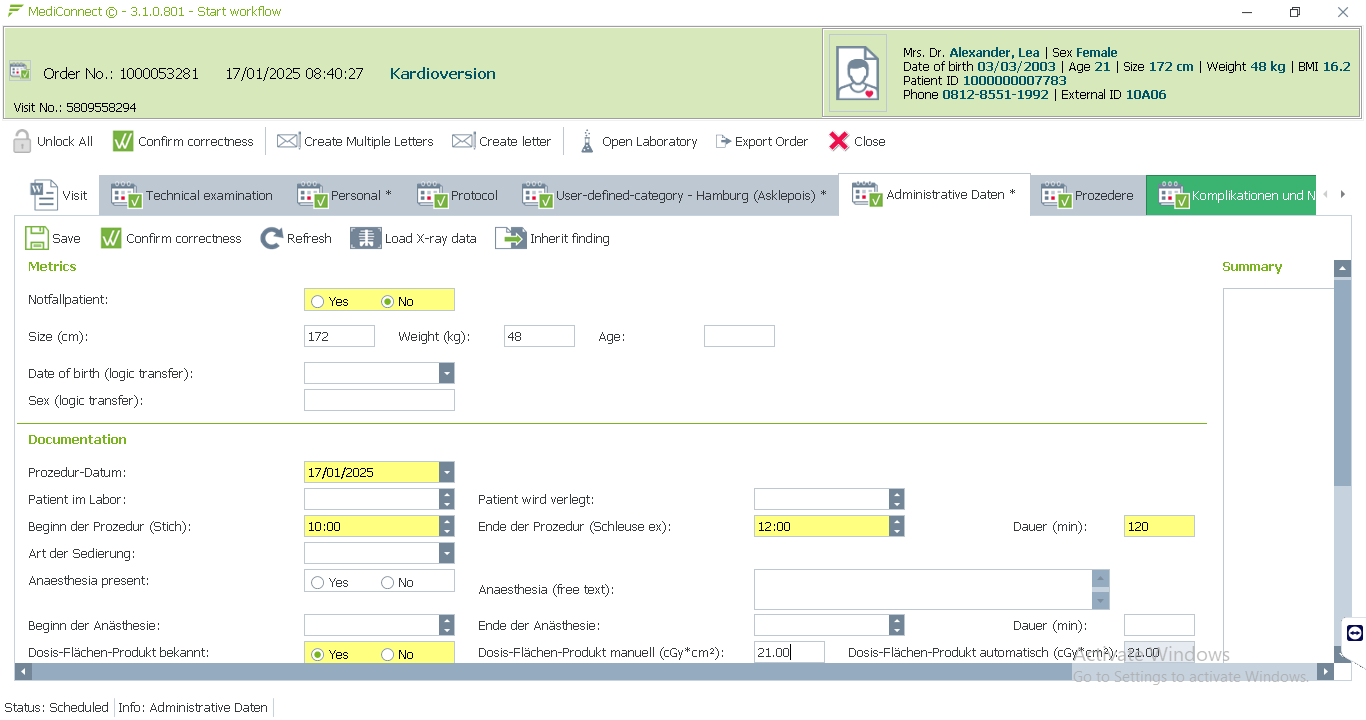 MediConnect © - 3.1.0.801 - Start workflow
Order No.: 1000053281 17/01/2025 08:40:27 Kardioversion
Visit No.: 5809558294
Mrs. Dr. Alexander, Lea | Sex Female
Date of birth 03/03/2003 | Age 21 | Size 172 cm | Weight 48 kg | BMI 16.2
Patient ID 1000000007783
Phone 0812-8551-1992 | External ID 10A06
Unlock All Confirm correctness Create Multiple Letters Create letter Open Laboratory Export Order Close
Visit Technical examination Personal * Protocol User-defined-category - Hamburg (Asklepois) * Administrative Daten * Prozedere Komplikationen und N
Save Confirm correctness Refresh Load X-ray data Inherit finding
Metrics Summary
Notfallpatient: Yes No
Size (cm): 172 Weight (kg): 48 Age:
Date of birth (logic transfer):
Sex (logic transfer):
Documentation
Prozedur-Datum: 17/01/2025
Patient im Labor: Patient wird verlegt:
Beginn der Prozedur (Stich): 10:00 Ende der Prozedur (Schleuse ex): 12:00 Dauer (min): 120
Art der Sedierung:
Anaesthesia present: Yes No
Anaesthesia (free text):
Beginn der Anästhesie: Ende der Anästhesie: Dauer (min):
Dosis-Flächen-Produkt bekannt: Yes No Dosis-Flächen-Produkt manuell (cGy*cm²): 21.00 Dosis-Flächen-Produkt automatisch (cGy*cm²): 21.00
Activate Windows
Go to Settings to activate Windows.
Status: Scheduled Info: Administrative Daten